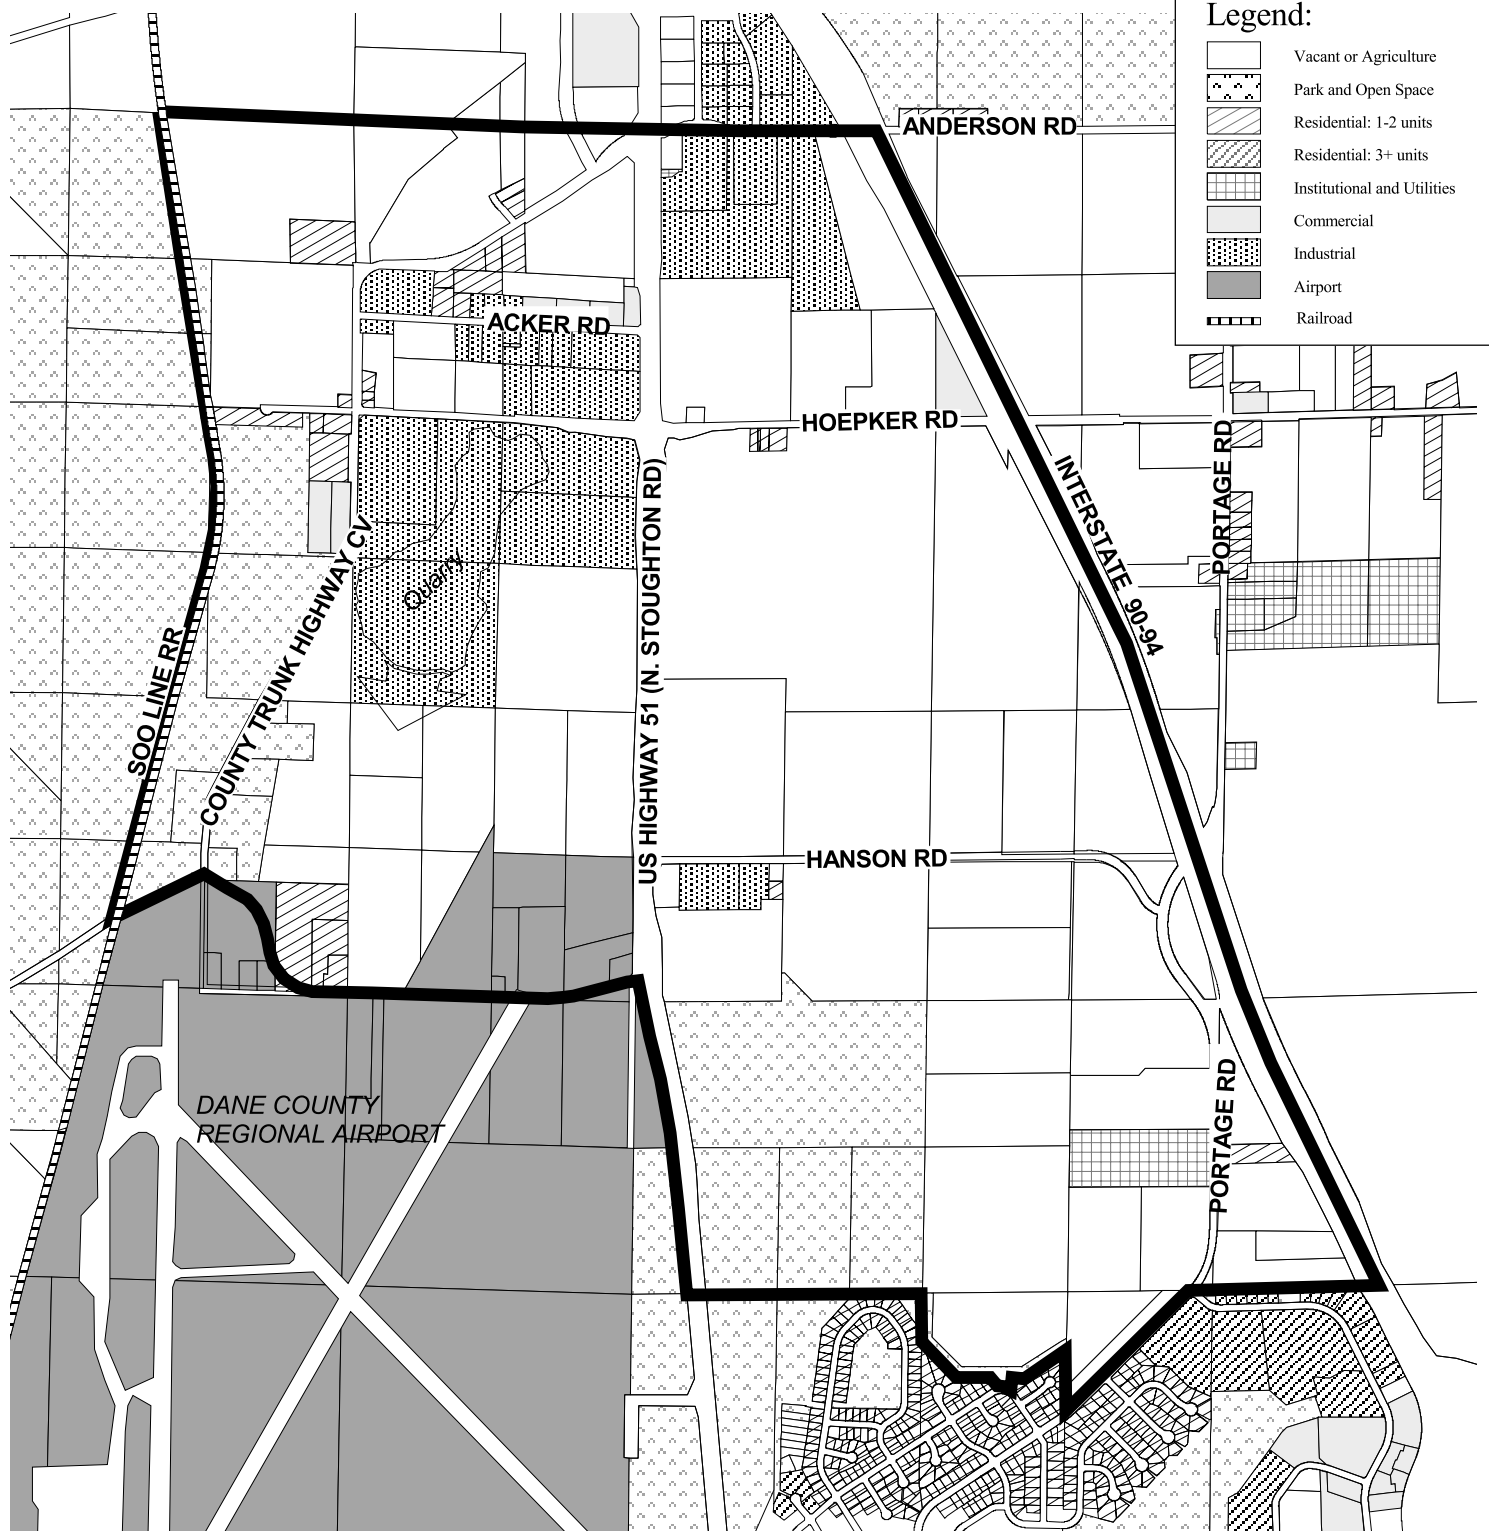 Legend:
Vacant or Agriculture
Park and Open Space
Residential: 1-2 units
Residential: 3+ units
Institutional and Utilities
Commercial
Industrial
Airport
Railroad
ANDERSON RD
ACKER RD
HOEPKER RD
PORTAGE RD
INTERSTATE 90-94
US HIGHWAY 51 (N. STOUGHTON RD)
Quarry
COUNTY TRUNK HIGHWAY CV
SOO LINE RR
HANSON RD
DANE COUNTY
REGIONAL AIRPORT
PORTAGE RD